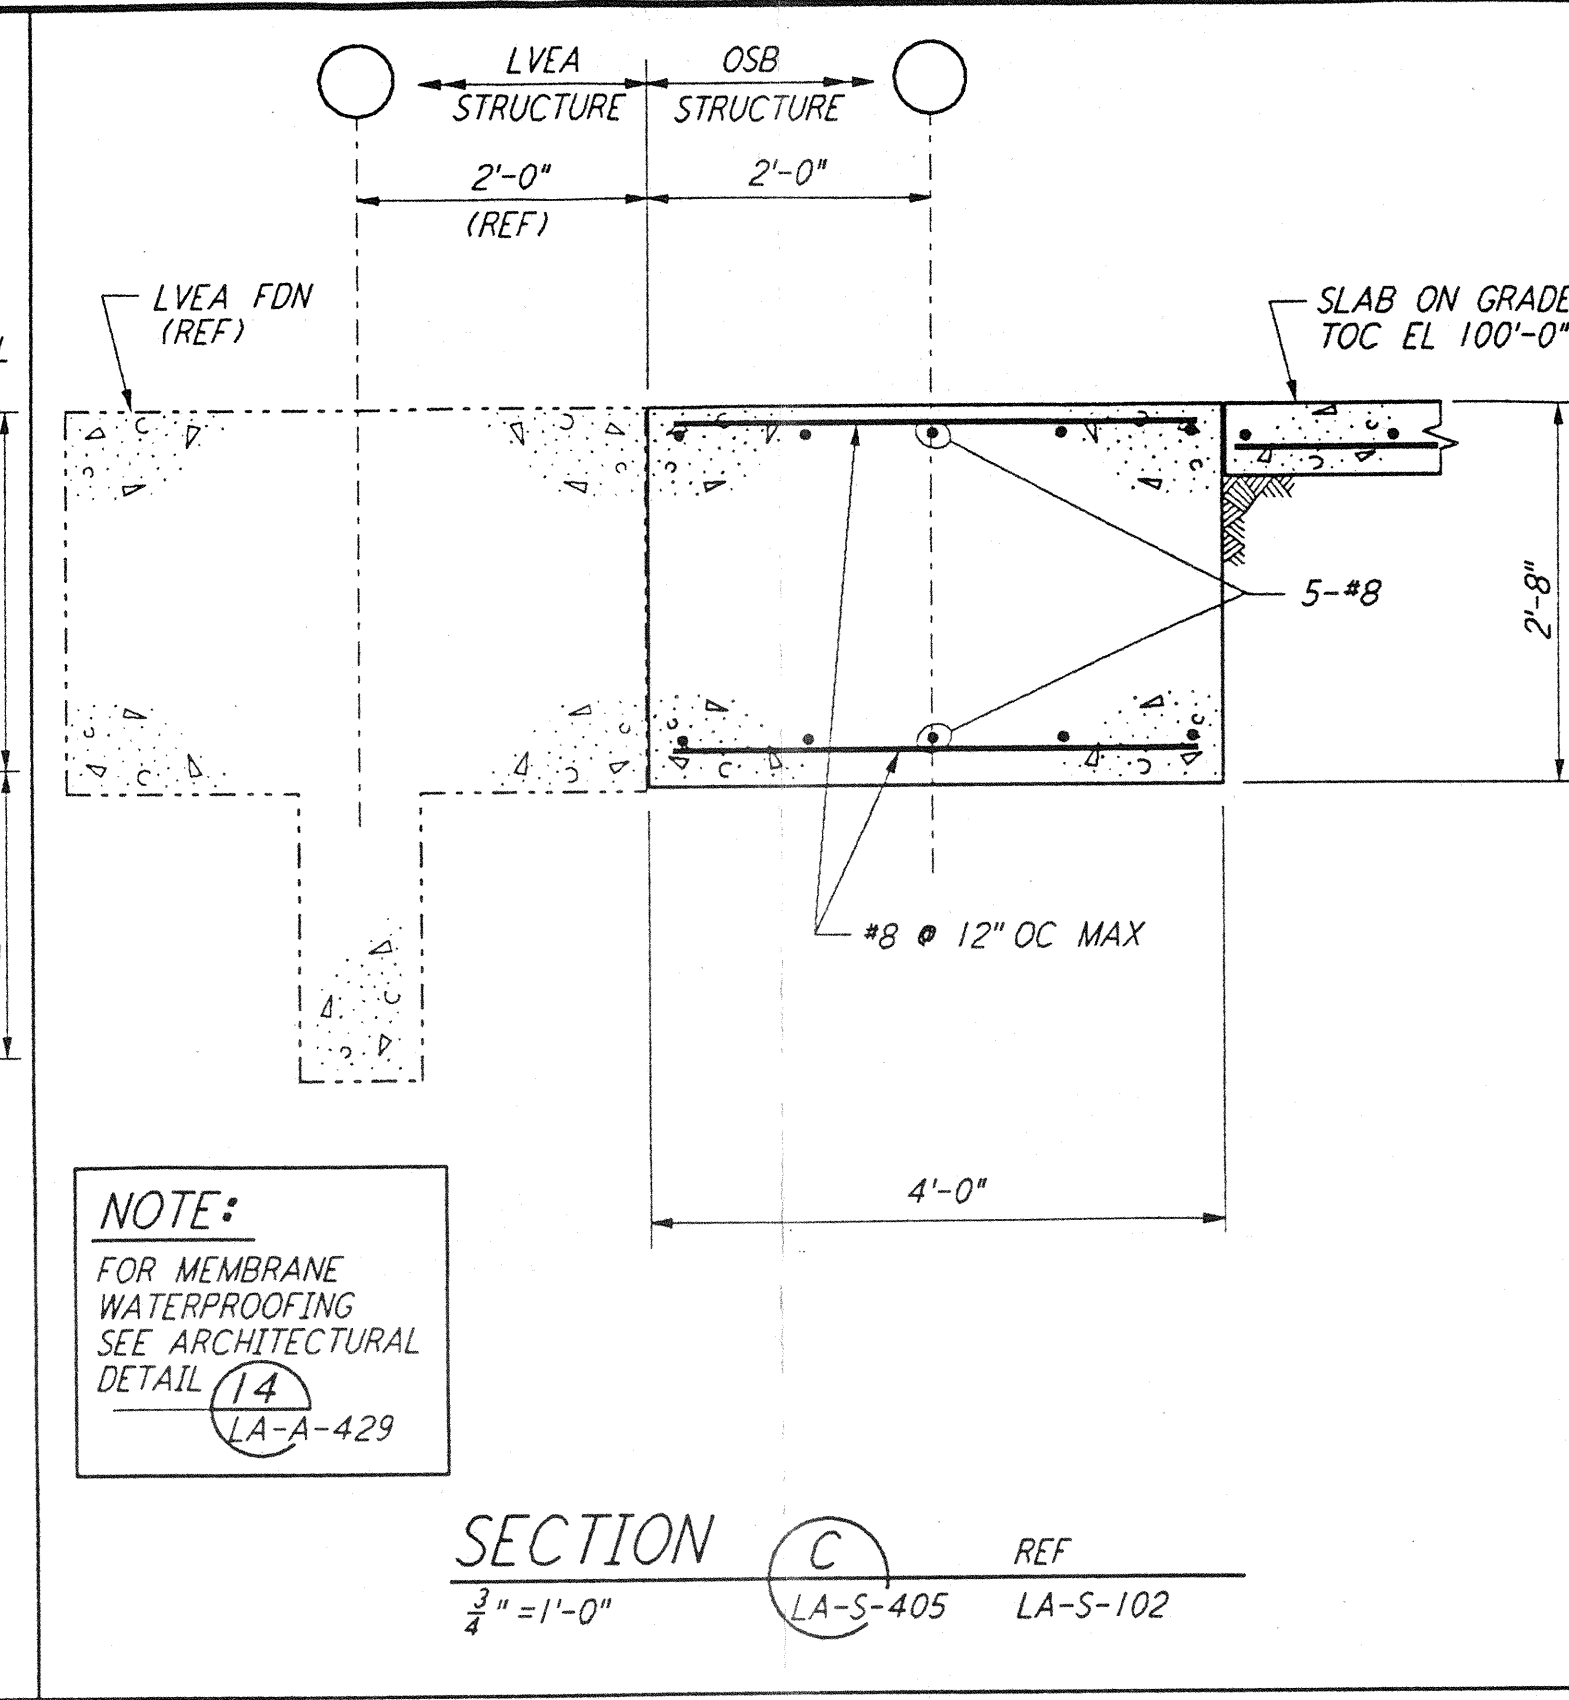 LVEA
STRUCTURE
OSB
STRUCTURE
2'-0"
(REF)
2'-0"
LVEA FDN
(REF)
L
SLAB ON GRADE
TOC EL 100'-0"
5-#8
2'-8"
#8 @ 12" OC MAX
4'-0"
NOTE:
FOR MEMBRANE
WATERPROOFING
SEE ARCHITECTURAL
DETAIL 14
LA-A-429
SECTION C REF
3/4" =1'-0" LA-S-405 LA-S-102